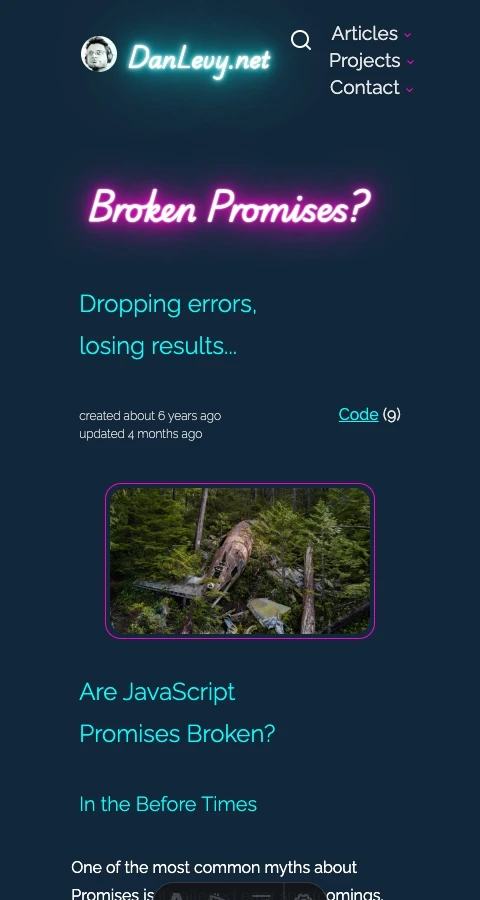 DanLevy.net
Articles
Projects
Contact
Broken Promises?
Dropping errors,
losing results...
created about 6 years ago
updated 4 months ago
Code (9)
Are JavaScript
Promises Broken?
In the Before Times
One of the most common myths about
Promises is